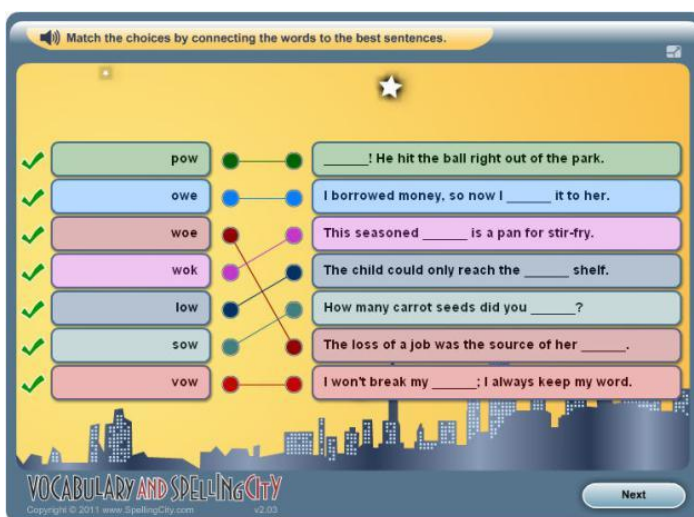 Match the choices by connecting the words to the best sentences.
pow
______! He hit the ball right out of the park.
owe
I borrowed money, so now I ______ it to her.
woe
This seasoned ______ is a pan for stir-fry.
wok
The child could only reach the ______ shelf.
low
How many carrot seeds did you ______?
sow
The loss of a job was the source of her ______.
vow
I won't break my ______; I always keep my word.
VOCABULARY AND SPELLINGCITY
Copyright © 2011 www.SpellingCity.com v2.03
Next